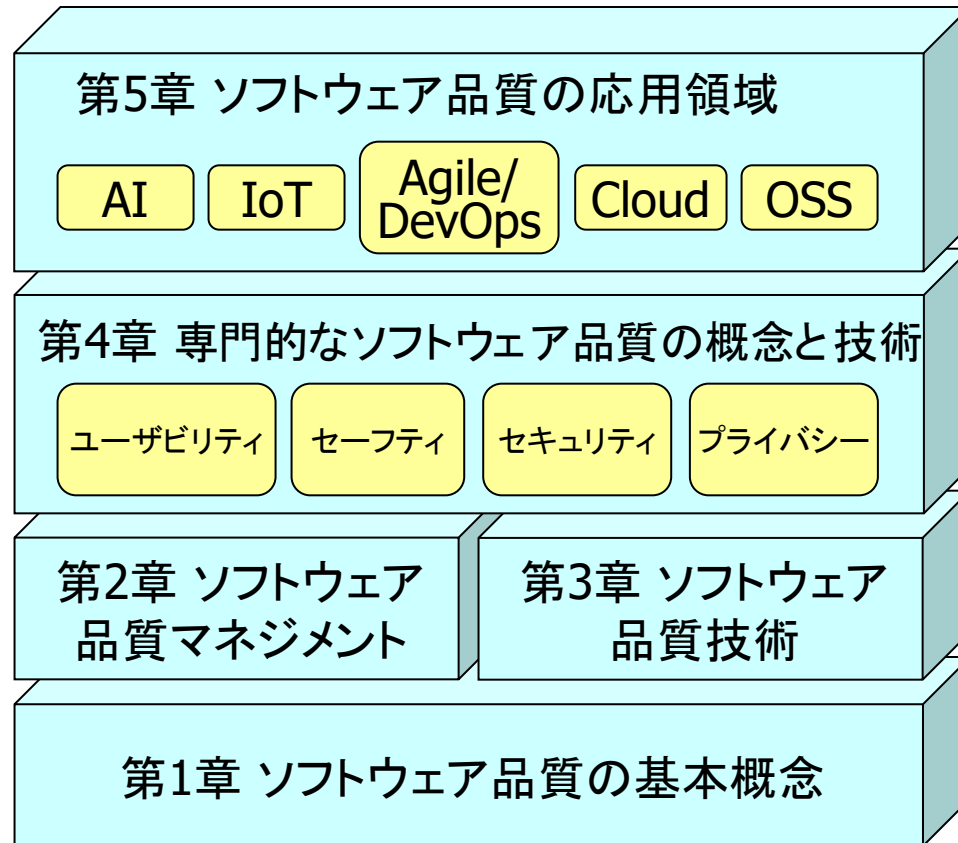 第5章 ソフトウェア品質の応用領域
AI
IoT
Agile/
DevOps
Cloud
OSS
第4章 専門的なソフトウェア品質の概念と技術
ユーザビリティ
セーフティ
セキュリティ
プライバシー
第2章 ソフトウェア
品質マネジメント
第3章 ソフトウェア
品質技術
第1章 ソフトウェア品質の基本概念